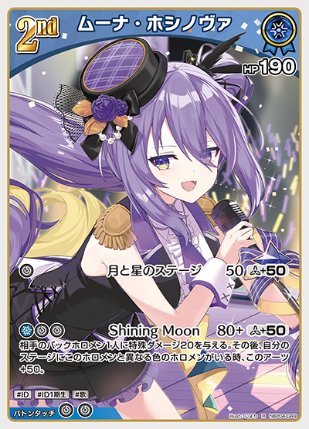 2nd ムーナ・ホシノヴァ
HP190
月と星のステージ 50 +50
Shining Moon 80+ +50
相手のバックホロメン1人に特殊ダメージ20を与える。その後、自分の
ステージにこのホロメンと異なる色のホロメンがいる時、このアーツ
+50。
#ID #ID1期生 #歌
バトンタッチ